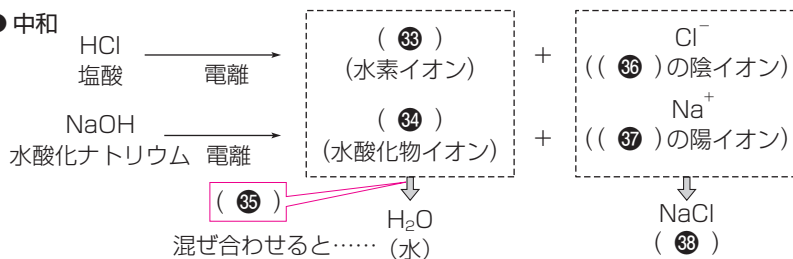 ● 中和
HCl 電離 ( ㉝ ) + Cl⁻
塩酸 (水素イオン) (( ㊱ )の陰イオン)
NaOH 電離 ( ㉞ ) + Na⁺
水酸化ナトリウム (水酸化物イオン) (( ㊲ )の陽イオン)
( ㉟ )
混ぜ合わせると…… H₂O NaCl
(水) ( ㊳ )